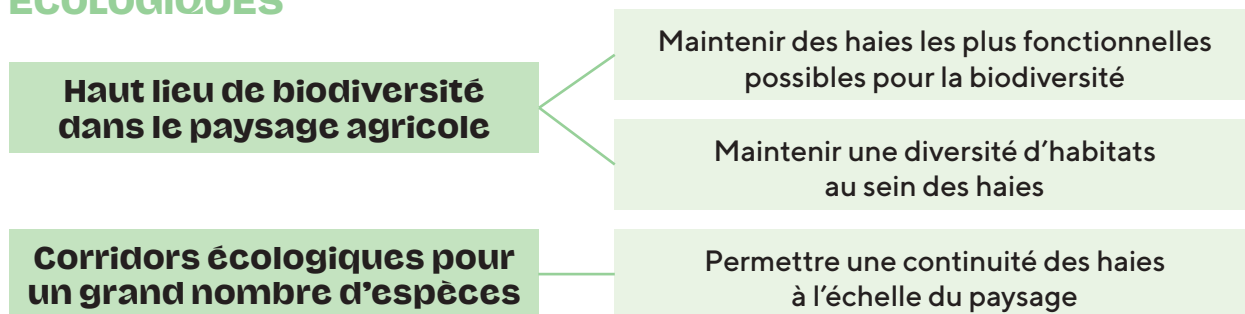 ÉCOLOGIQUES
Haut lieu de biodiversité
dans le paysage agricole
Maintenir des haies les plus fonctionnelles
possibles pour la biodiversité
Maintenir une diversité d’habitats
au sein des haies
Corridors écologiques pour
un grand nombre d’espèces
Permettre une continuité des haies
à l’échelle du paysage